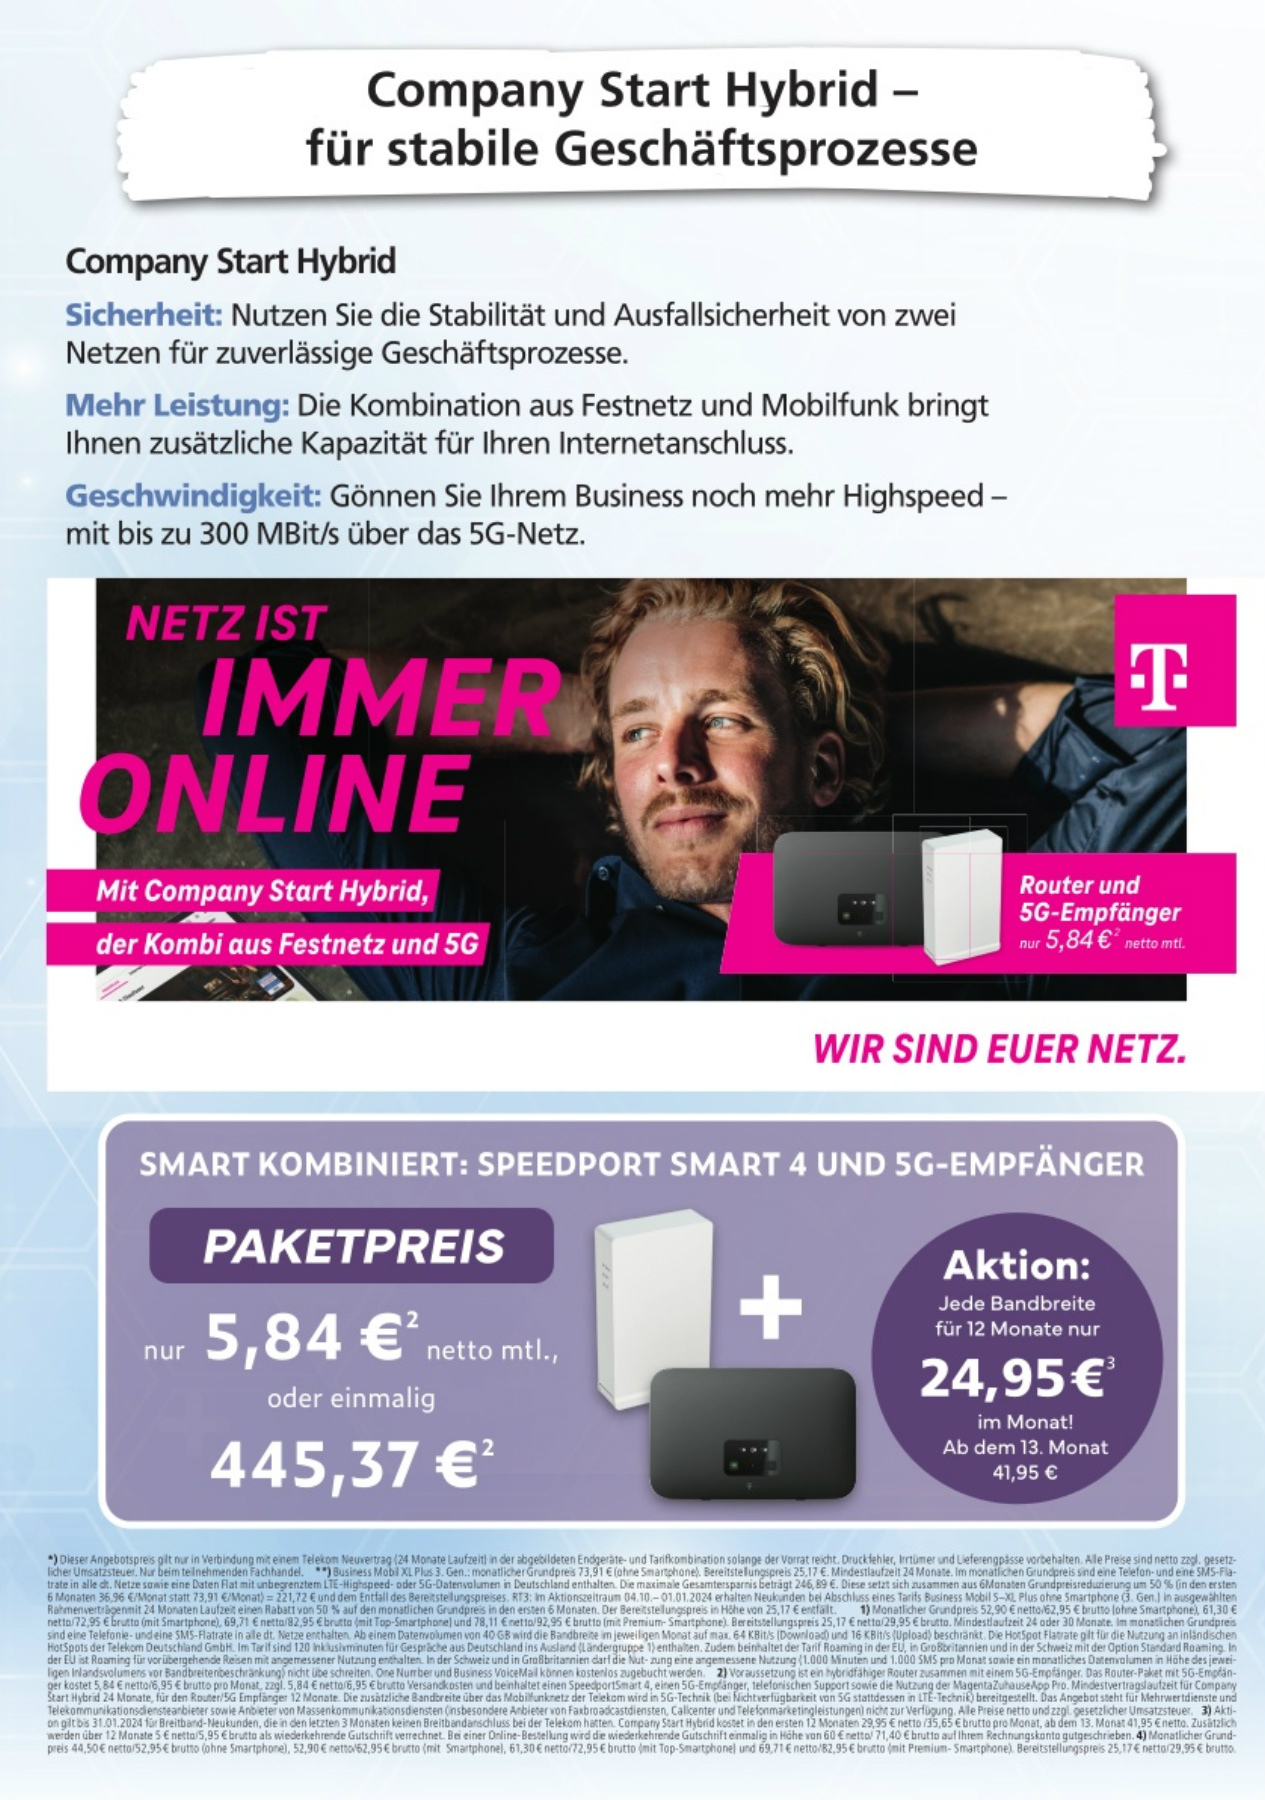 Company Start Hybrid –
für stabile Geschäftsprozesse
Company Start Hybrid
Sicherheit: Nutzen Sie die Stabilität und Ausfallsicherheit von zwei
Netzen für zuverlässige Geschäftsprozesse.
Mehr Leistung: Die Kombination aus Festnetz und Mobilfunk bringt
Ihnen zusätzliche Kapazität für Ihren Internetanschluss.
Geschwindigkeit: Gönnen Sie Ihrem Business noch mehr Highspeed –
mit bis zu 300 MBit/s über das 5G-Netz.
NETZ IST
IMMER
ONLINE
T
Mit Company Start Hybrid,
der Kombi aus Festnetz und 5G
Router und
5G-Empfänger
nur 5,84 €² netto mtl.
WIR SIND EUER NETZ.
SMART KOMBINIERT: SPEEDPORT SMART 4 UND 5G-EMPFÄNGER
PAKETPREIS
nur 5,84 €² netto mtl.,
oder einmalig
445,37 €²
+
Aktion:
Jede Bandbreite
für 12 Monate nur
24,95 €³
im Monat!
Ab dem 13. Monat
41,95 €
*) Dieser Angebotspreis gilt nur in Verbindung mit einem Telekom Neuvertrag (24 Monate Laufzeit) in der abgebildeten Endgeräte- und Tarifkombination solange der Vorrat reicht. Druckfehler, Irrtümer und Lieferengpässe vorbehalten. Alle Preise sind netto zzgl. gesetz-
licher Umsatzsteuer. Nur beim teilnehmenden Fachhandel. **) Business Mobil XL Plus 3. Gen.: monatlicher Grundpreis 73,91 € (ohne Smartphone). Bereitstellungspreis 25,17 €. Mindestlaufzeit 24 Monate. Im monatlichen Grundpreis sind eine Telefon- und eine SMS-Fla-
trate in alle dt. Netze sowie eine Daten Flat mit unbegrenztem LTE-Highspeed- oder 5G-Datenvolumen in Deutschland enthalten. Die maximale Gesamtersparnis beträgt 246,89 €. Diese setzt sich zusammen aus 6Monaten Grundpreisreduzierung um 50 % (in den ersten
6 Monaten 36,96 €/Monat statt 73,91 €/Monat) = 221,72 € und dem Entfall des Bereitstellungspreises. RT3: Im Aktionszeitraum 04.10.– 01.01.2024 erhalten Neukunden bei Abschluss eines Tarifs Business Mobil S–XL Plus ohne Smartphone (3. Gen.) in ausgewählten
Rahmenverträgenmit 24 Monaten Laufzeit einen Rabatt von 50 % auf den monatlichen Grundpreis in den ersten 6 Monaten. Der Bereitstellungspreis in Höhe von 25,17 € entfällt. 1) Monatlicher Grundpreis 52,90 € netto/62,95 € brutto (ohne Smartphone), 61,30 €
netto/72,95 € brutto (mit Smartphone), 69,71 € netto/82,95 € brutto (mit Top-Smartphone) und 78,11 € netto/92,95 € brutto (mit Premium- Smartphone). Bereitstellungspreis 25,17 € netto/29,95 € brutto. Mindestlaufzeit 24 oder 30 Monate. Im monatlichen Grundpreis
sind eine Telefonie- und eine SMS-Flatrate in alle dt. Netze enthalten. Ab einem Datenvolumen von 40 GB wird die Bandbreite im jeweiligen Monat auf max. 64 KBit/s (Download) und 16 KBit/s (Upload) beschränkt. Die HotSpot Flatrate gilt für die Nutzung an inländischen
HotSpots der Telekom Deutschland GmbH. Im Tarif sind 120 Inklusivminuten für Gespräche aus Deutschland ins Ausland (Ländergruppe 1) enthalten. Zudem beinhaltet der Tarif Roaming in der EU, in Großbritannien und in der Schweiz mit der Option Standard Roaming. In
der EU ist Roaming für vorübergehende Reisen mit angemessener Nutzung enthalten. In der Schweiz und in Großbritannien darf die Nut- zung eine angemessene Nutzung (1.000 Minuten und 1.000 SMS pro Monat sowie ein monatliches Datenvolumen in Höhe des jewei-
ligen Inlandsvolumens vor Bandbreitenbeschränkung) nicht übe schreiten. One Number und Business VoiceMail können kostenlos zugebucht werden. 2) Voraussetzung ist ein hybridfähiger Router zusammen mit einem 5G-Empfänger. Das Router-Paket mit 5G-Empfän-
ger kostet 5,84 € netto/6,95 € brutto pro Monat, zzgl. 5,84 € netto/6,95 € brutto Versandkosten und beinhaltet einen SpeedportSmart 4, einen 5G-Empfänger, telefonischen Support sowie die Nutzung der MagentaZuhauseApp Pro. Mindestvertragslaufzeit für Company
Start Hybrid 24 Monate, für den Router/5G Empfänger 12 Monate. Die zusätzliche Bandbreite über das Mobilfunknetz der Telekom wird in 5G-Technik (bei Nichtverfügbarkeit von 5G stattdessen in LTE-Technik) bereitgestellt. Das Angebot steht für Mehrwertdienste und
Telekommunikationsdiensteanbieter sowie Anbieter von Massenkommunikationsdiensten (insbesondere Anbieter von Faxbroadcastdiensten, Callcenter und Telefonmarketingleistungen) nicht zur Verfügung. Alle Preise netto und zzgl. gesetzlicher Umsatzsteuer. 3) Akti-
on gilt bis 31.01.2024 für Breitband-Neukunden, die in den letzten 3 Monaten keinen Breitbandanschluss bei der Telekom hatten. Company Start Hybrid kostet in den ersten 12 Monaten 29,95 € netto /35,65 € brutto pro Monat, ab dem 13. Monat 41,95 € netto. Zusätzlich
werden über 12 Monate 5 € netto/5,95 € brutto als wiederkehrende Gutschrift verrechnet. Bei einer Online-Bestellung wird die wiederkehrende Gutschrift einmalig in Höhe von 60 € netto/ 71,40 € brutto auf Ihrem Rechnungskonto gutgeschrieben. 4) Monatlicher Grund-
preis 44,50 € netto/52,95 € brutto (ohne Smartphone), 52,90 € netto/62,95 € brutto (mit Smartphone), 61,30 € netto/72,95 € brutto (mit Top-Smartphone) und 69,71 € netto/82,95 € brutto (mit Premium- Smartphone). Bereitstellungspreis 25,17 € netto/29,95 € brutto.